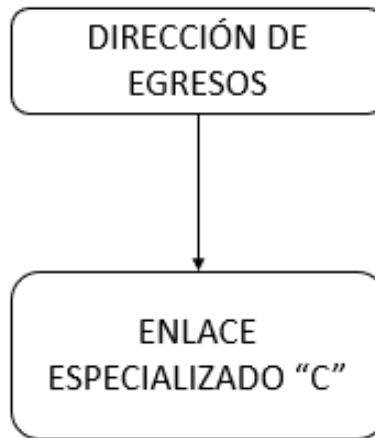 DIRECCIÓN DE
EGRESOS
ENLACE
ESPECIALIZADO “C”